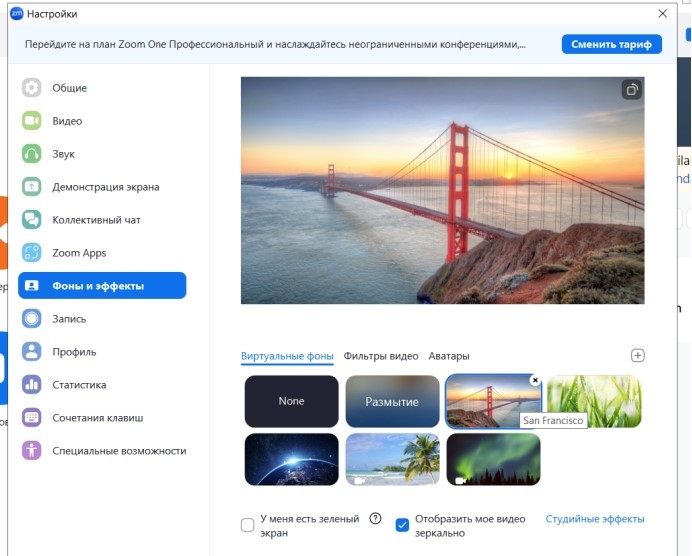 zm Настройки
Перейдите на план Zoom One Профессиональный и наслаждайтесь неограниченными конференциями,...
Сменить тариф
Общие
Видео
Звук
Демонстрация экрана
Коллективный чат
Zoom Apps
Фоны и эффекты
Запись
Профиль
Статистика
Сочетания клавиш
Специальные возможности
Виртуальные фоны Фильтры видео Аватары
None
Размытие
San Francisco
У меня есть зеленый
экран
Отобразить мое видео
зеркально
Студийные эффекты